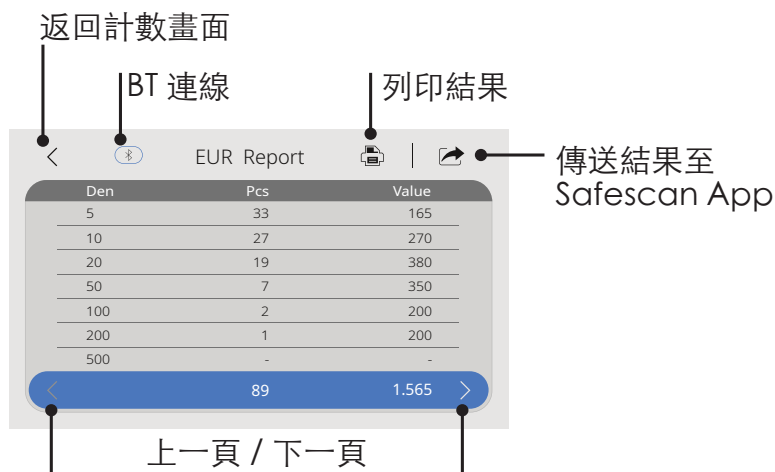 返回計數畫面
BT 連線
列印結果
EUR Report
傳送結果至
Safescan App
Den Pcs Value
5 33 165
10 27 270
20 19 380
50 7 350
100 2 200
200 1 200
500 - -
89 1.565
上一頁 / 下一頁